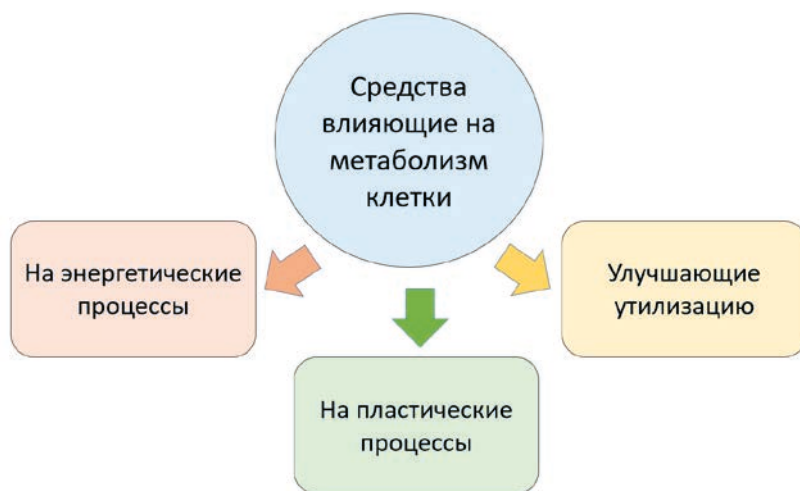 Средства
влияющие на
метаболизм
клетки
На энергетические
процессы
Улучшающие
утилизацию
На пластические
процессы